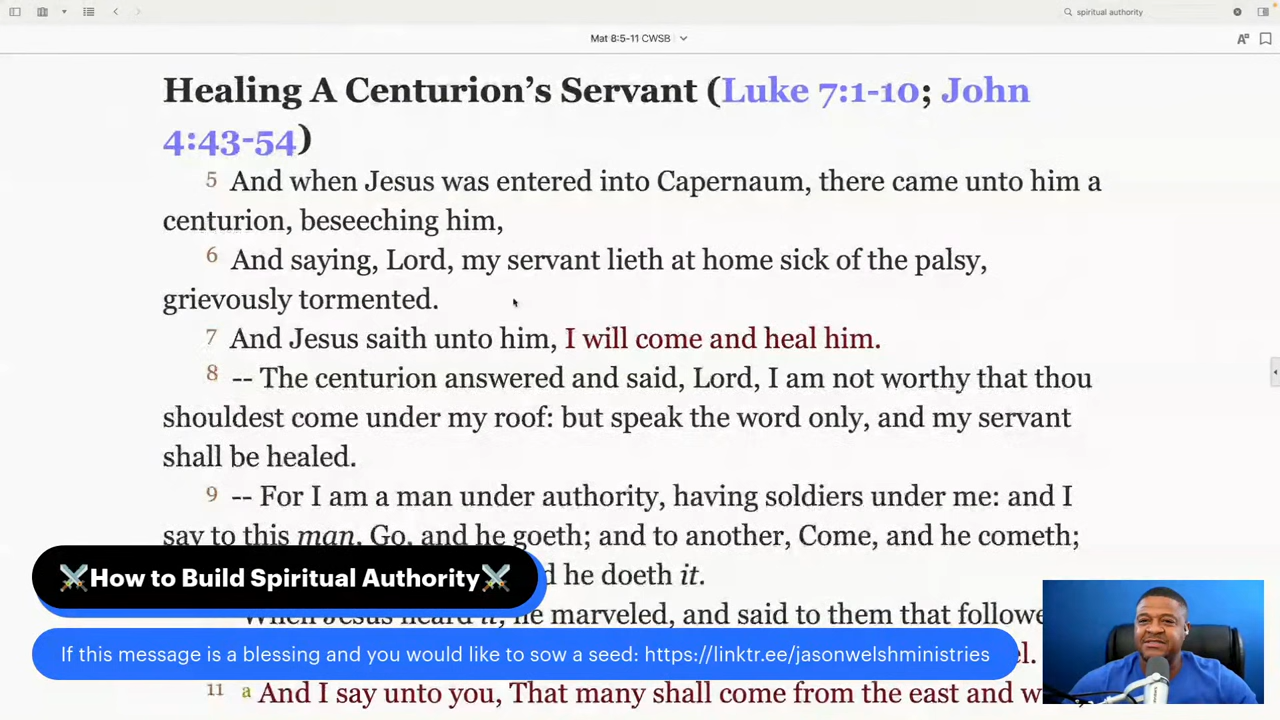 spiritual authority
Mat 8:5-11 CWSB
Healing A Centurion's Servant (Luke 7:1-10; John
4:43-54)
5 And when Jesus was entered into Capernaum, there came unto him a
centurion, beseeching him,
6 And saying, Lord, my servant lieth at home sick of the palsy,
grievously tormented.
7 And Jesus saith unto him, I will come and heal him.
8 -- The centurion answered and said, Lord, I am not worthy that thou
shouldest come under my roof: but speak the word only, and my servant
shall be healed.
9 -- For I am a man under authority, having soldiers under me: and I
say to this man, Go, and he goeth; and to another, Come, and he cometh;
he doeth it.
When Jesus heard it, he marveled, and said to them that
11 a And I say unto you, That many shall come from the east and
⚔️How to Build Spiritual Authority⚔️
If this message is a blessing and you would like to sow a seed: https://linktr.ee/jasonwelshministries